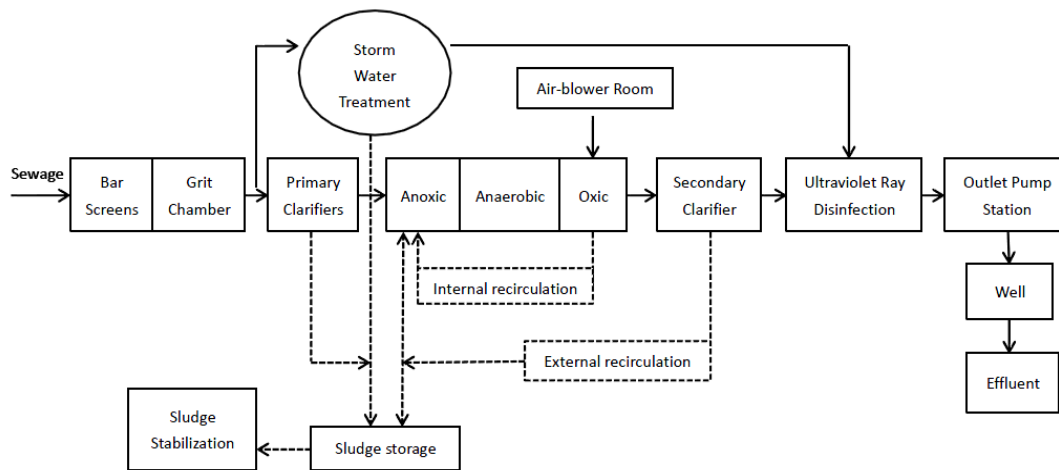 Storm
Water
Treatment
Air-blower Room
Sewage
Bar
Screens
Grit
Chamber
Primary
Clarifiers
Anoxic
Anaerobic
Oxic
Secondary
Clarifier
Ultraviolet Ray
Disinfection
Outlet Pump
Station
Internal recirculation
Well
External recirculation
Effluent
Sludge
Stabilization
Sludge storage